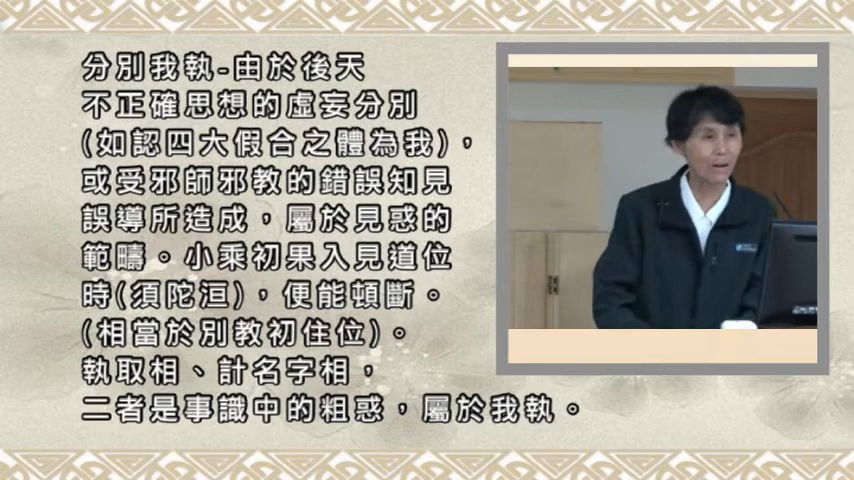 分別我執-由於後天
不正確思想的虛妄分別
(如認四大假合之體為我)，
或受邪師邪教的錯誤知見
誤導所造成，屬於見惑的
範疇。小乘初果入見道位
時(須陀洹)，便能頓斷。
(相當於別教初住位)。
執取相、計名字相，
二者是事識中的粗惑，屬於我執。